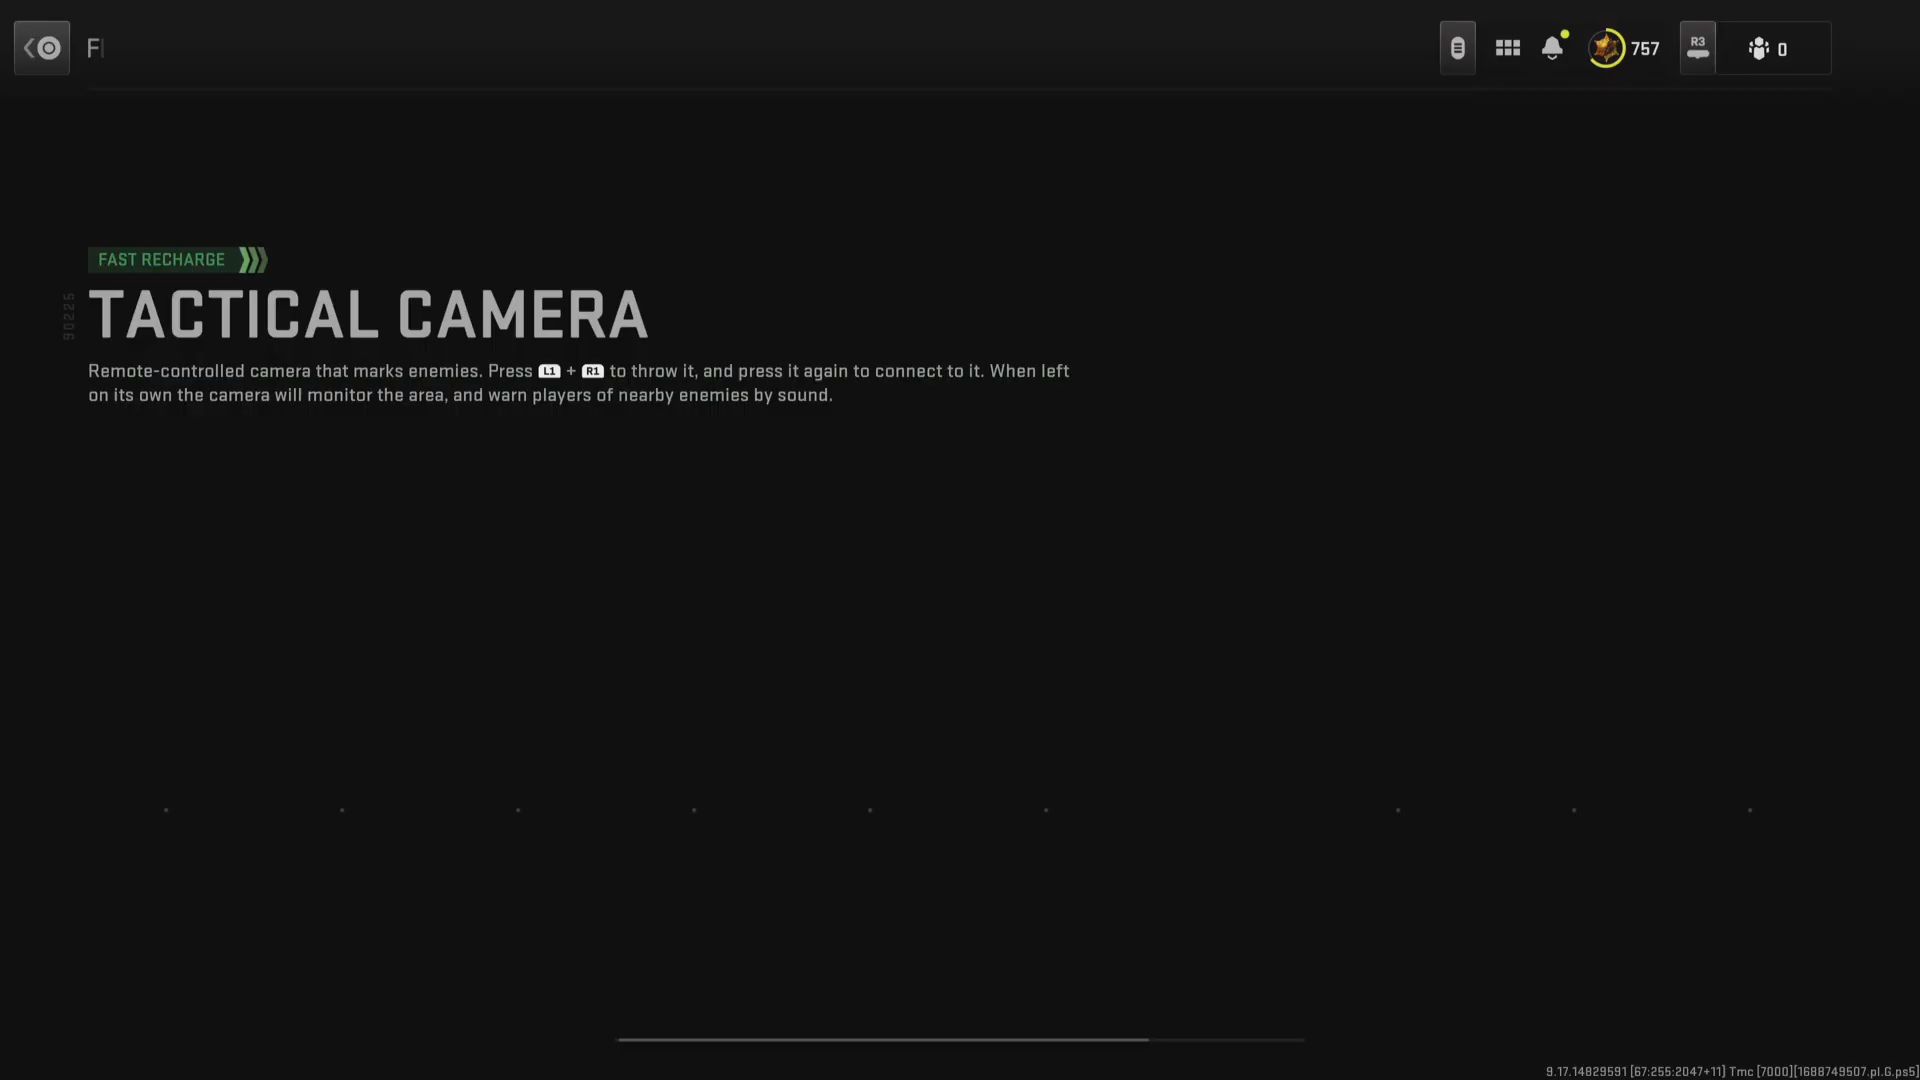 F
757
R3
0
FAST RECHARGE
90225
TACTICAL CAMERA
Remote-controlled camera that marks enemies. Press L1 + R1 to throw it, and press it again to connect to it. When left
on its own the camera will monitor the area, and warn players of nearby enemies by sound.
9.17.14829591 [67:255:2047+11] Tmc [7000][1688749507.pl.G.ps5]